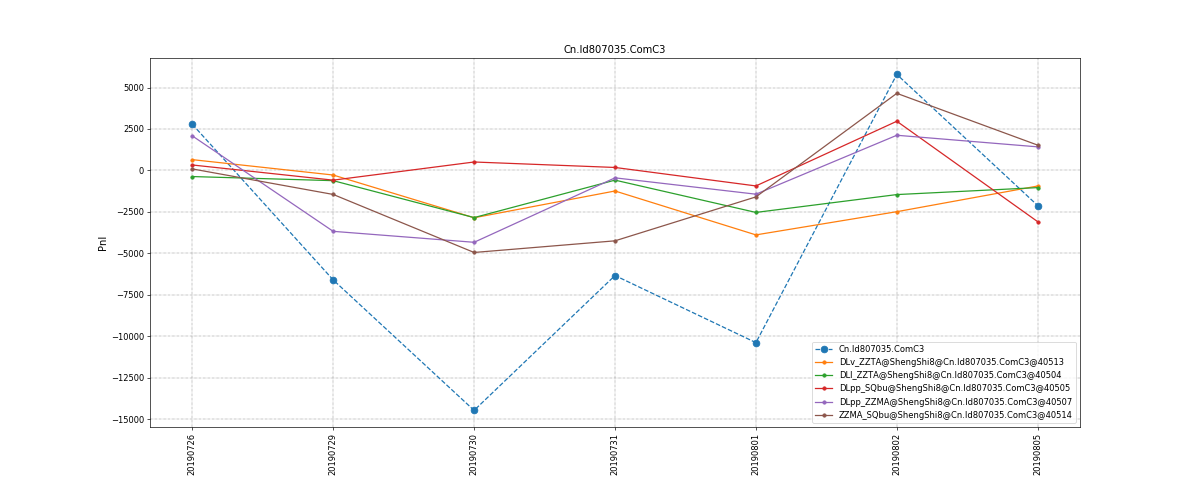 Cn.Id807035.ComC3
5000
2500
0
−2500
−5000
−7500
−10000
−12500
−15000
Pnl
Cn.Id807035.ComC3
DLv_ZZTA@ShengShi8@Cn.Id807035.ComC3@40513
DLl_ZZTA@ShengShi8@Cn.Id807035.ComC3@40504
DLpp_SQbu@ShengShi8@Cn.Id807035.ComC3@40505
DLpp_ZZMA@ShengShi8@Cn.Id807035.ComC3@40507
ZZMA_SQbu@ShengShi8@Cn.Id807035.ComC3@40514
20190726
20190729
20190730
20190731
20190801
20190802
20190805